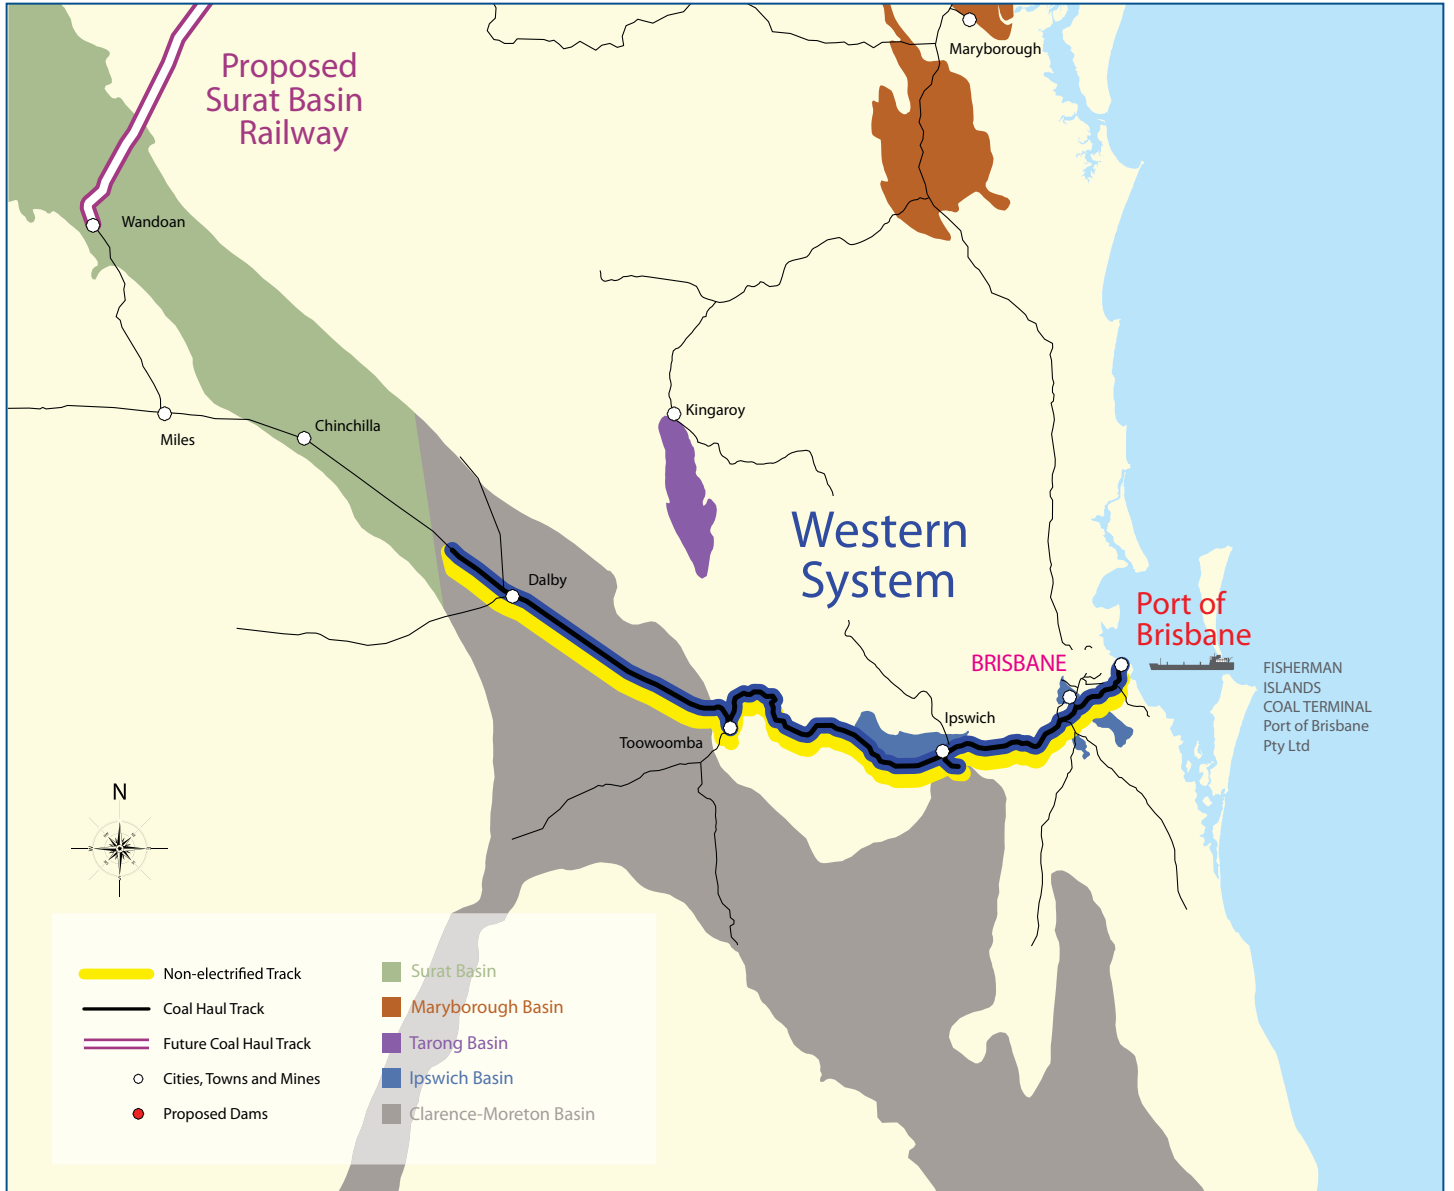 Maryborough
Proposed
Surat Basin
Railway
Wandoan
Kingaroy
Chinchilla
Miles
Western
System
Dalby
Port of
Brisbane
BRISBANE
FISHERMAN
ISLANDS
COAL TERMINAL
Port of Brisbane
Pty Ltd
Ipswich
Toowoomba
N
Non-electrified Track
Coal Haul Track
Future Coal Haul Track
Cities, Towns and Mines
Proposed Dams
Surat Basin
Maryborough Basin
Tarong Basin
Ipswich Basin
Clarence-Moreton Basin